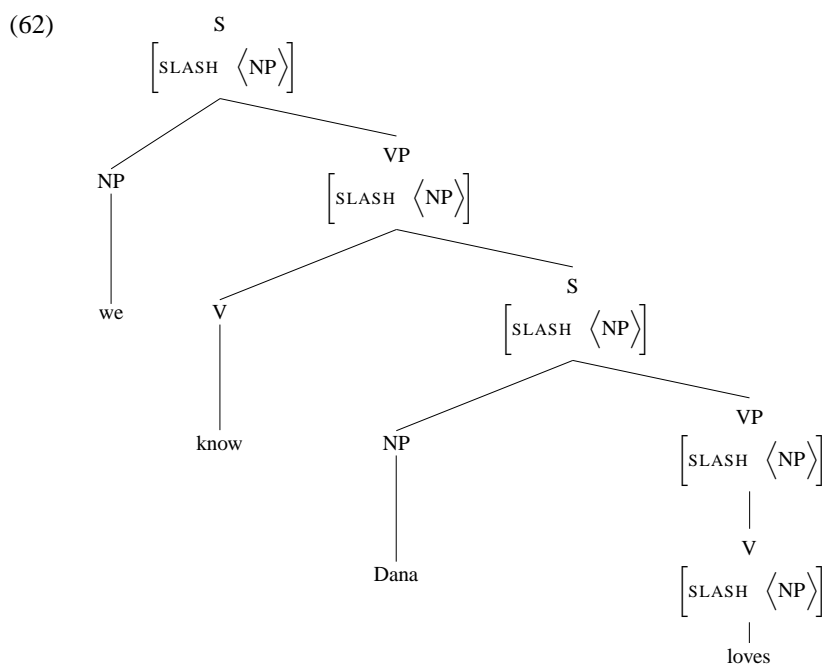 (62)
S
[SLASH ⟨NP⟩]
VP
NP
[SLASH ⟨NP⟩]
S
we
V
[SLASH ⟨NP⟩]
VP
know
NP
[SLASH ⟨NP⟩]
V
Dana
[SLASH ⟨NP⟩]
loves